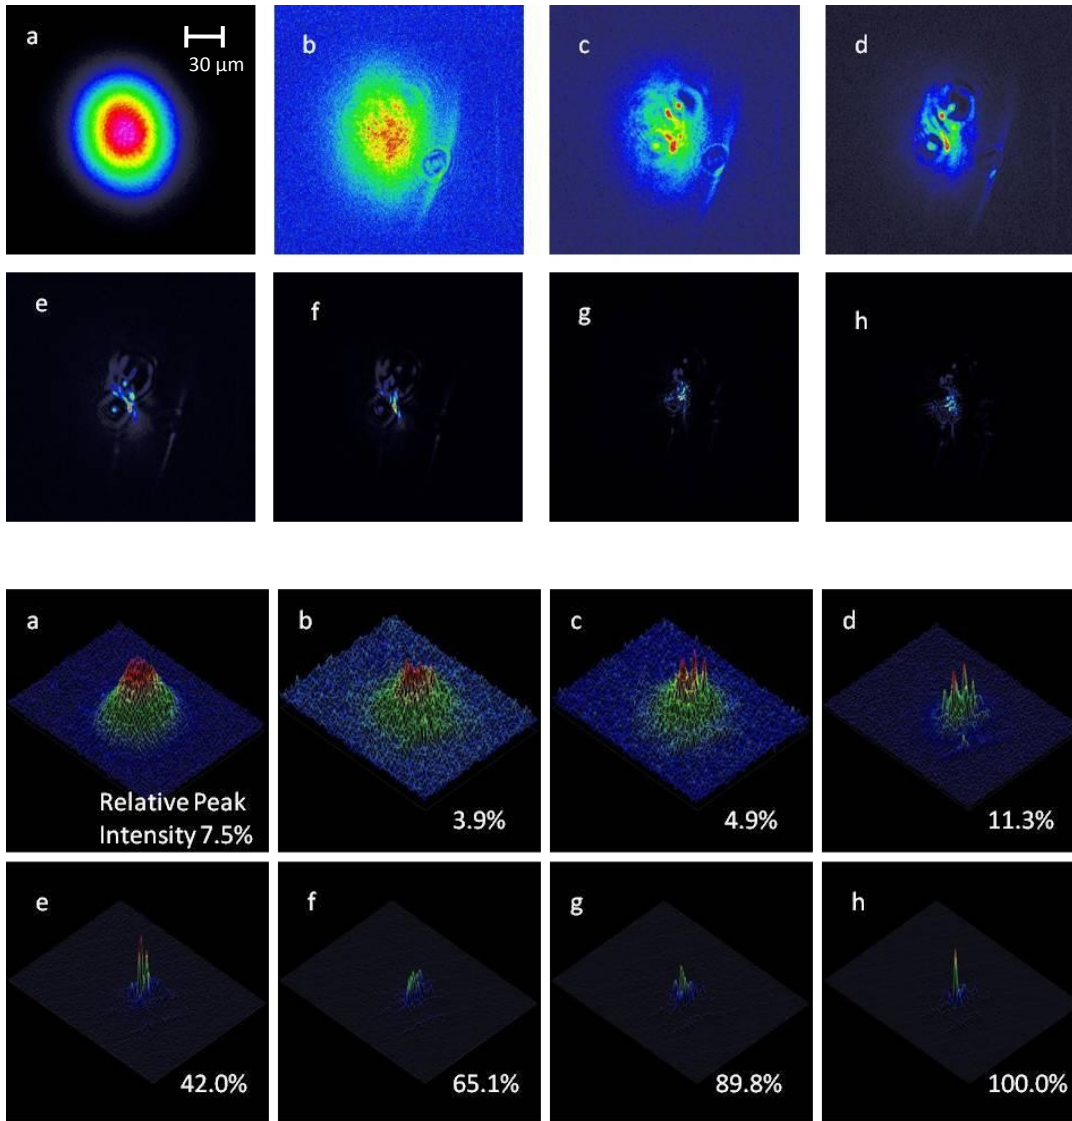 a
30 µm
b
c
d
e
f
g
h
a
Relative Peak
Intensity 7.5%
b
3.9%
c
4.9%
d
11.3%
e
42.0%
f
65.1%
g
89.8%
h
100.0%